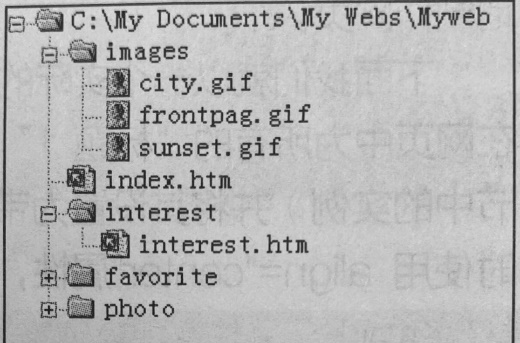 C:\My Documents\My Webs\Myweb
images
city.gif
frontpag.gif
sunset.gif
index.htm
interest
interest.htm
favorite
photo